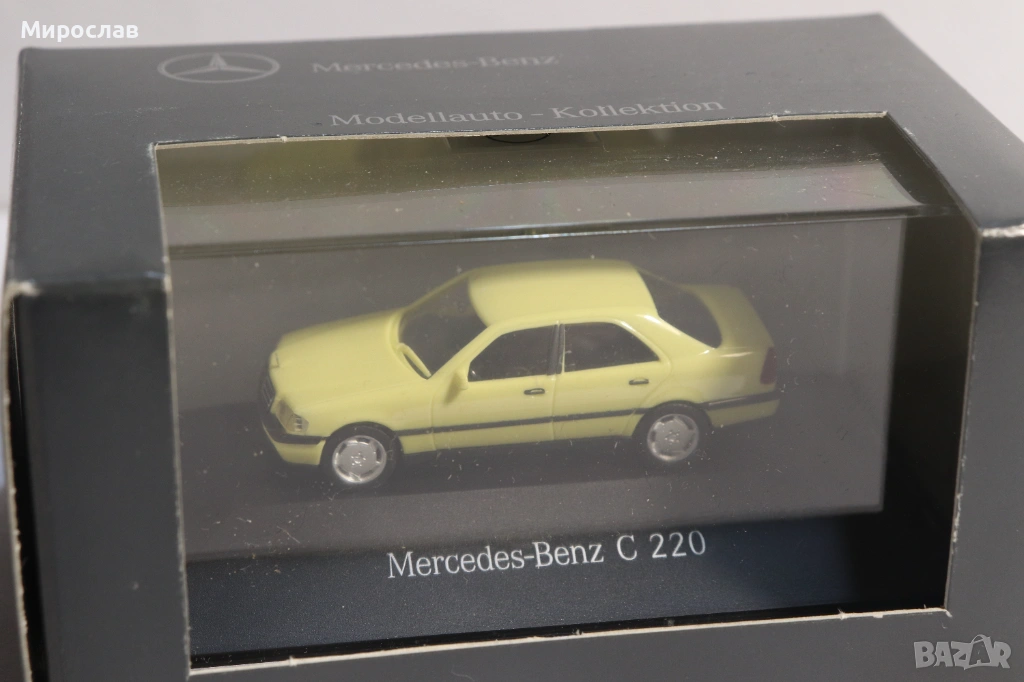 Мирослав
Mercedes-Benz
Modellauto - Kollektion
Mercedes-Benz C 220
BAZAR